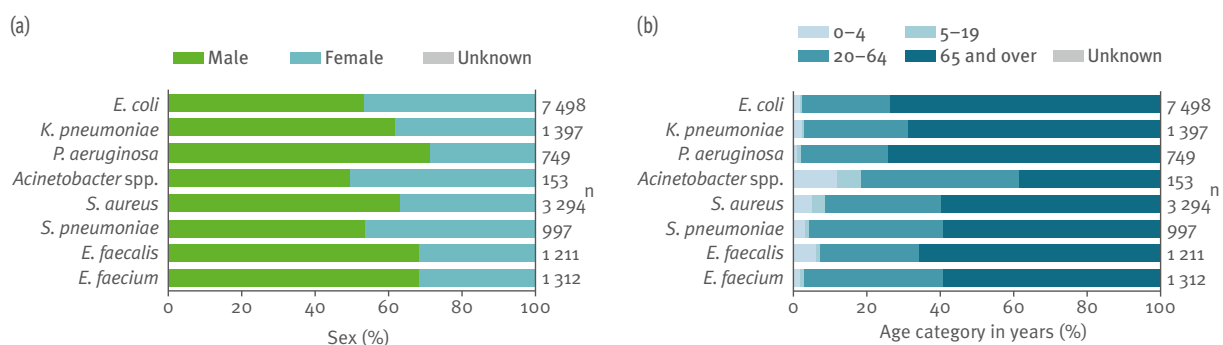 (a)
Male Female Unknown
E. coli 7 498
K. pneumoniae 1 397
P. aeruginosa 749
Acinetobacter spp. 153
n
S. aureus 3 294
S. pneumoniae 997
E. faecalis 1 211
E. faecium 1 312
0 20 40 60 80 100
Sex (%)
(b)
0–4 5–19
20–64 65 and over Unknown
E. coli 7 498
K. pneumoniae 1 397
P. aeruginosa 749
Acinetobacter spp. 153
n
S. aureus 3 294
S. pneumoniae 997
E. faecalis 1 211
E. faecium 1 312
0 20 40 60 80 100
Age category in years (%)